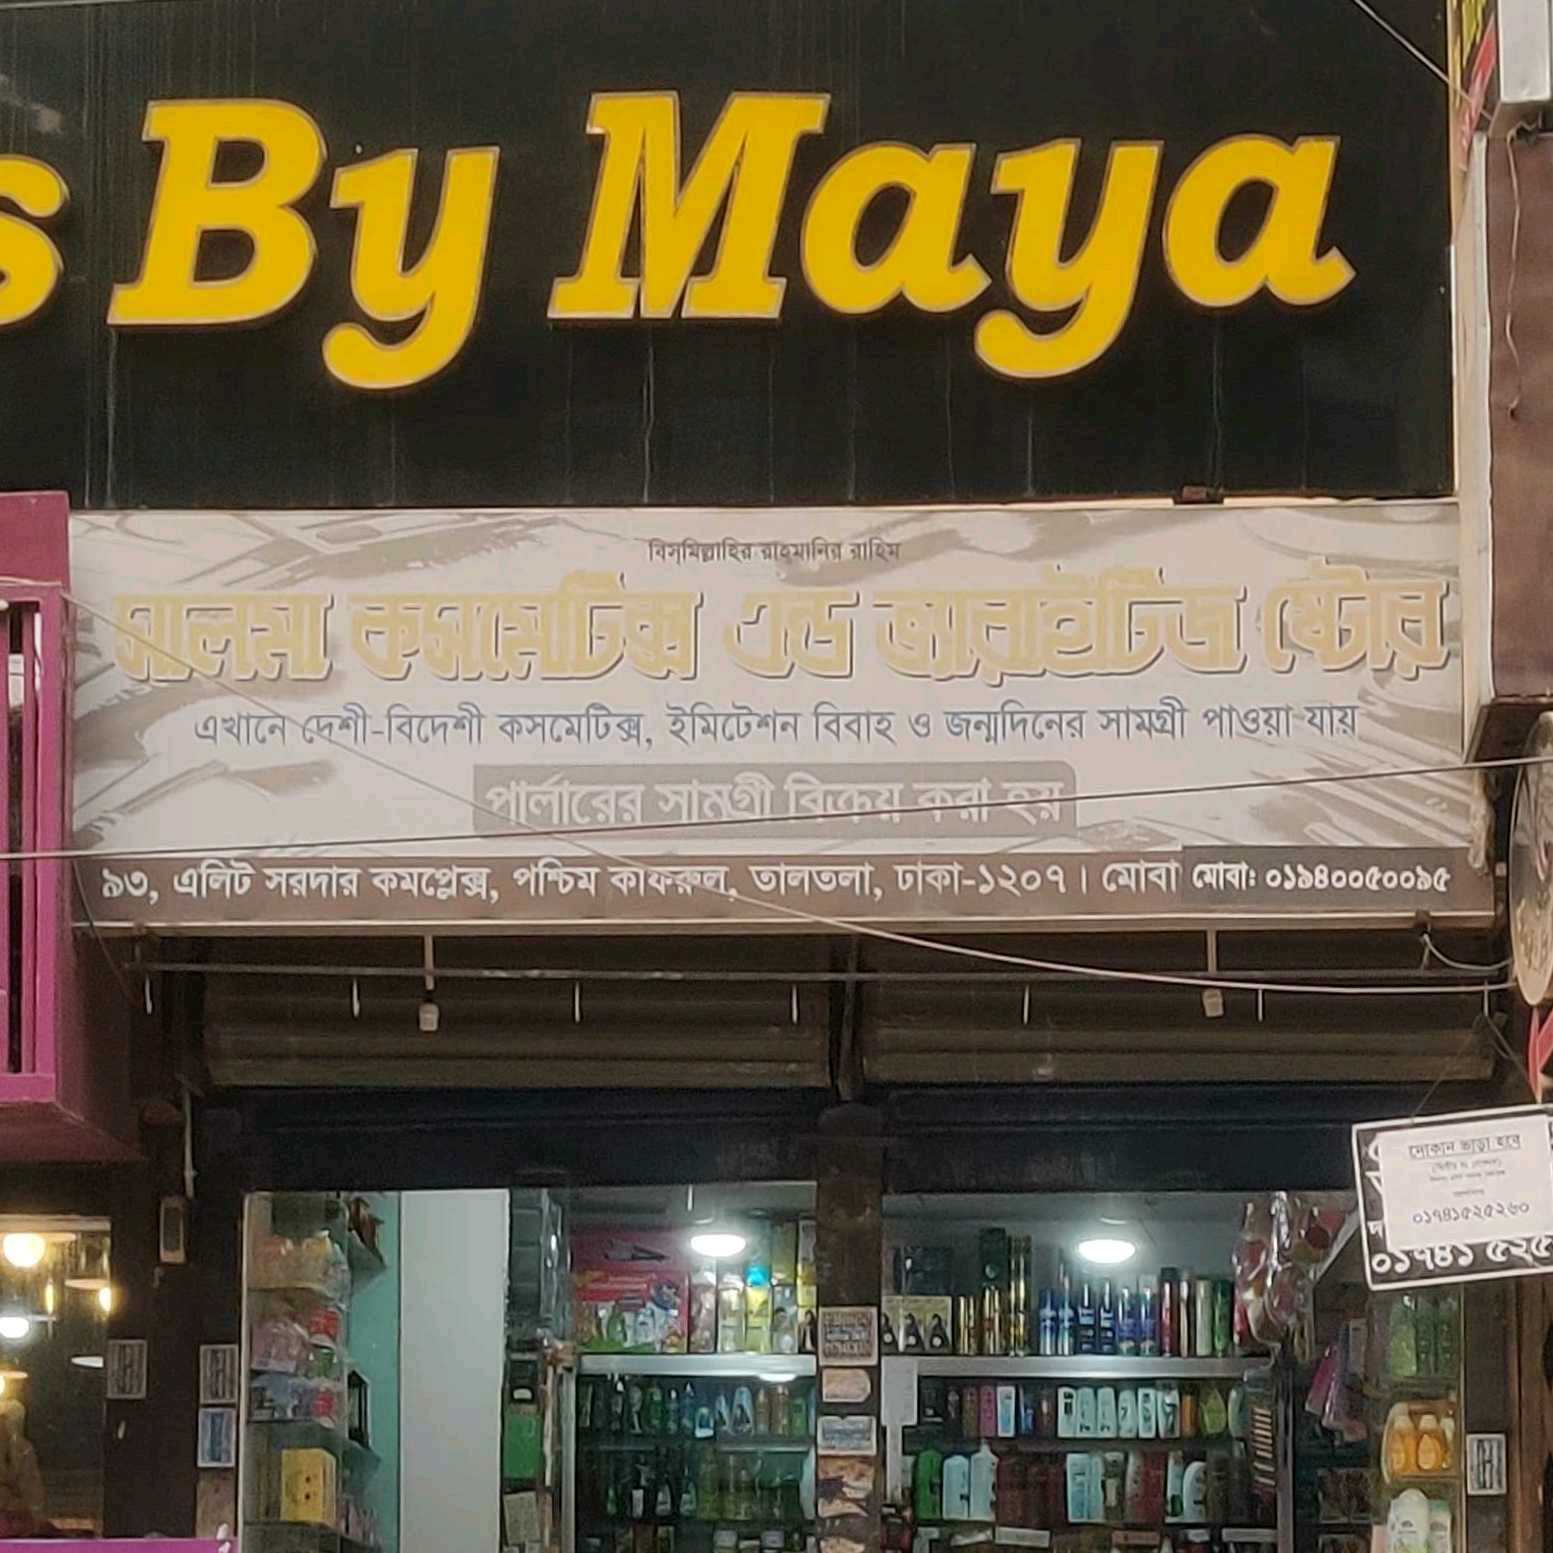 s By Maya
বিসমিল্লাহির রাহমানির রাহিম
সালমা কসমেটিক্স এন্ড ভ্যারাইটিজ ষ্টোর
এখানে দেশী-বিদেশী কসমেটিক্স, ইমিটেশন বিবাহ ও জন্মদিনের সামগ্রী পাওয়া যায়
পার্লারের সামগ্রী বিক্রয় করা হয়
৯৩, এলিট সরদার কমপ্লেক্স, পশ্চিম কাফরুল, তালতলা, ঢাকা-১২০৭। মোবা মোবা: ০১৯৪০০৫০০৯৫
দোকান ভাড়া হবে
০১৭৪১৫২৫২৬০
০১৭৪১ ৫২৫